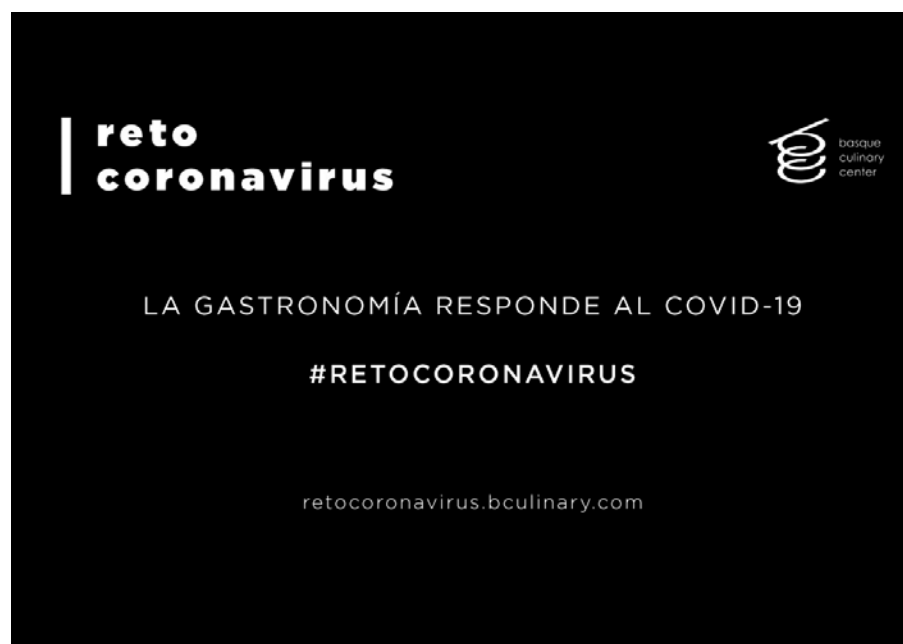 reto
coronavirus
basque
culinary
center
LA GASTRONOMÍA RESPONDE AL COVID-19
#RETOCORONAVIRUS
retocoronavirus.bculinary.com